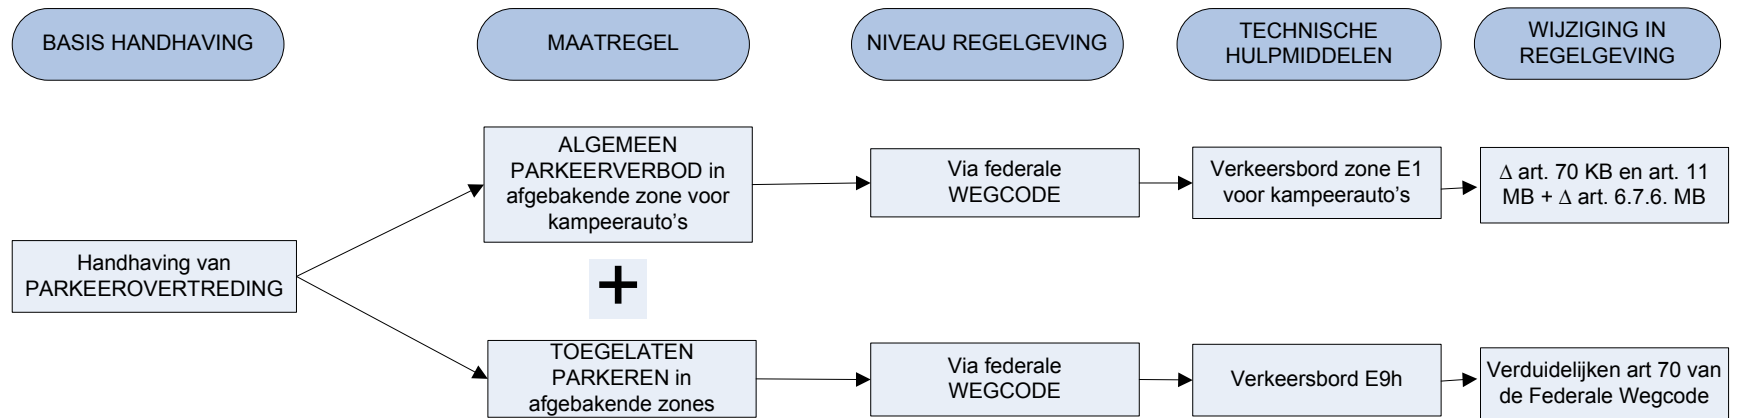 BASIS HANDHAVING
MAATREGEL
NIVEAU REGELGEVING
TECHNISCHE
HULPMIDDELEN
WIJZIGING IN
REGELGEVING
Handhaving van
PARKEEROVERTREDING
ALGEMEEN
PARKEERVERBOD in
afgebakende zone voor
kampeerauto’s
Via federale
WEGCODE
Verkeersbord zone E1
voor kampeerauto’s
∆ art. 70 KB en art. 11
MB + ∆ art. 6.7.6. MB
+
TOEGELATEN
PARKEREN in
afgebakende zones
Via federale
WEGCODE
Verkeersbord E9h
Verduidelijken art 70 van
de Federale Wegcode